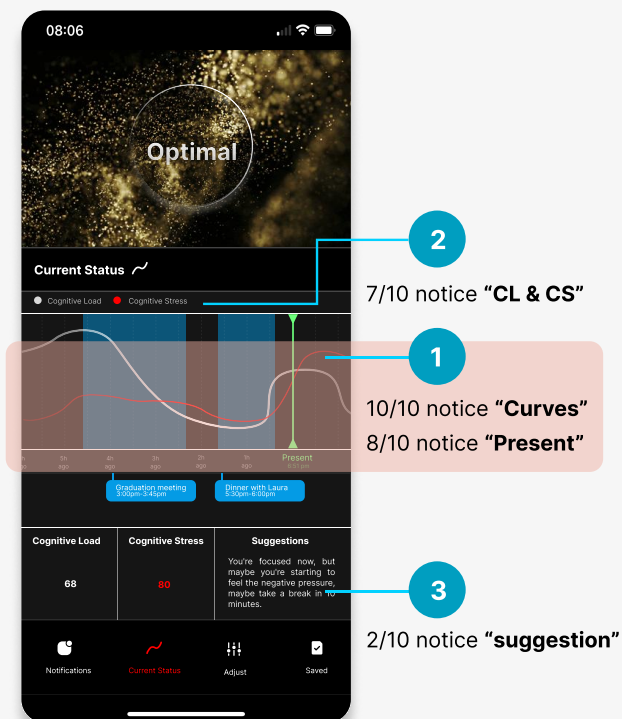 08:06
Optimal
Current Status
2
Cognitive Load
Cognitive Stress
7/10 notice “CL & CS”
1
10/10 notice “Curves”
8/10 notice “Present”
5h ago
4h ago
3h ago
2h ago
1h ago
Present
6:51 pm
Graduation meeting
3:00pm-3:45pm
Dinner with Laura
5:30pm-6:00pm
Cognitive Load
68
Cognitive Stress
80
Suggestions
You're focused now, but
maybe you're starting to
feel the negative pressure,
maybe take a break in 10
minutes.
3
2/10 notice “suggestion”
Notifications
Current Status
Adjust
Saved